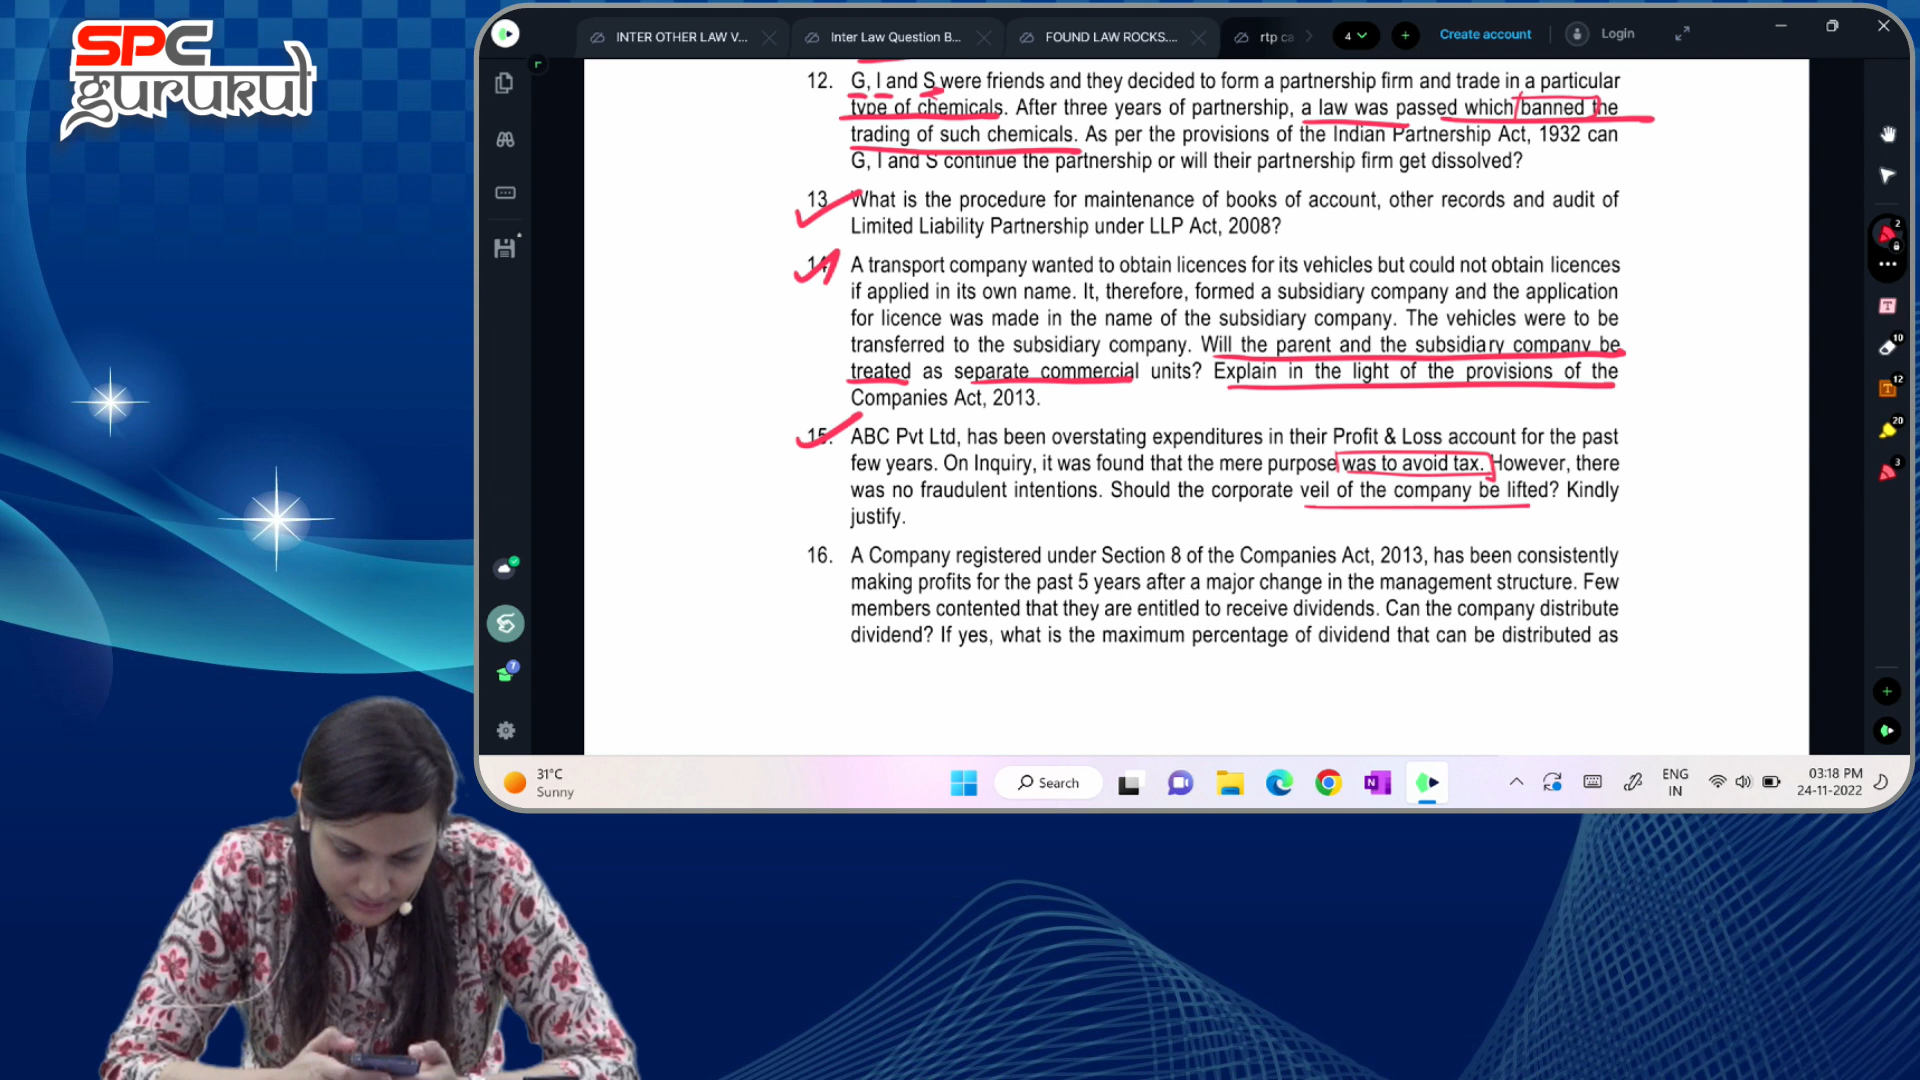 SPC
gurukul
INTER OTHER LAW V...
Inter Law Question B...
FOUND LAW ROCKS....
rtp ca
4
Create account
Login
12. G, I and S were friends and they decided to form a partnership firm and trade in a particular
type of chemicals. After three years of partnership, a law was passed which banned the
trading of such chemicals. As per the provisions of the Indian Partnership Act, 1932 can
G, I and S continue the partnership or will their partnership firm get dissolved?
13. What is the procedure for maintenance of books of account, other records and audit of
Limited Liability Partnership under LLP Act, 2008?
14. A transport company wanted to obtain licences for its vehicles but could not obtain licences
if applied in its own name. It, therefore, formed a subsidiary company and the application
for licence was made in the name of the subsidiary company. The vehicles were to be
transferred to the subsidiary company. Will the parent and the subsidiary company be
treated as separate commercial units? Explain in the light of the provisions of the
Companies Act, 2013.
15. ABC Pvt Ltd, has been overstating expenditures in their Profit & Loss account for the past
few years. On Inquiry, it was found that the mere purpose was to avoid tax. However, there
was no fraudulent intentions. Should the corporate veil of the company be lifted? Kindly
justify.
16. A Company registered under Section 8 of the Companies Act, 2013, has been consistently
making profits for the past 5 years after a major change in the management structure. Few
members contented that they are entitled to receive dividends. Can the company distribute
dividend? If yes, what is the maximum percentage of dividend that can be distributed as
2
T
10
T 12
20
3
7
31°C
Sunny
Search
N
ENG
IN
03:18 PM
24-11-2022